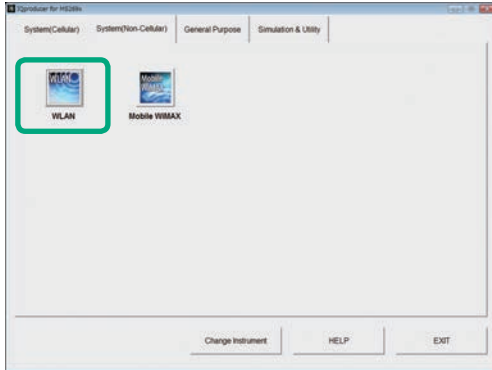 IQproducer for MS269x
System(Cellular) System(Non-Cellular) General Purpose Simulation & Utility
WLAN Mobile WiMAX
WLAN Mobile WiMAX
Change Instrument HELP EXIT